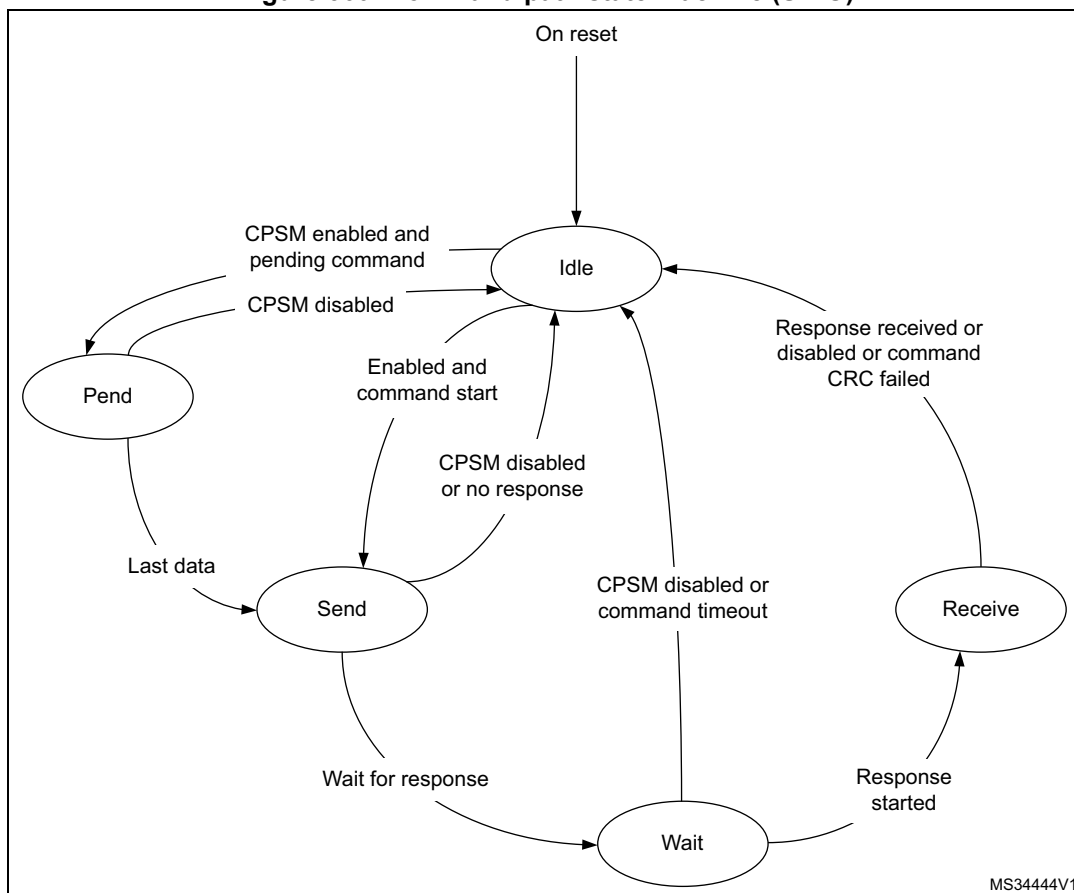 On reset
CPSM enabled and
pending command
Idle
CPSM disabled
Response received or
disabled or command
CRC failed
Enabled and
command start
Pend
CPSM disabled
or no response
Last data
CPSM disabled or
command timeout
Send
Receive
Wait for response
Response
started
Wait
MS34444V1